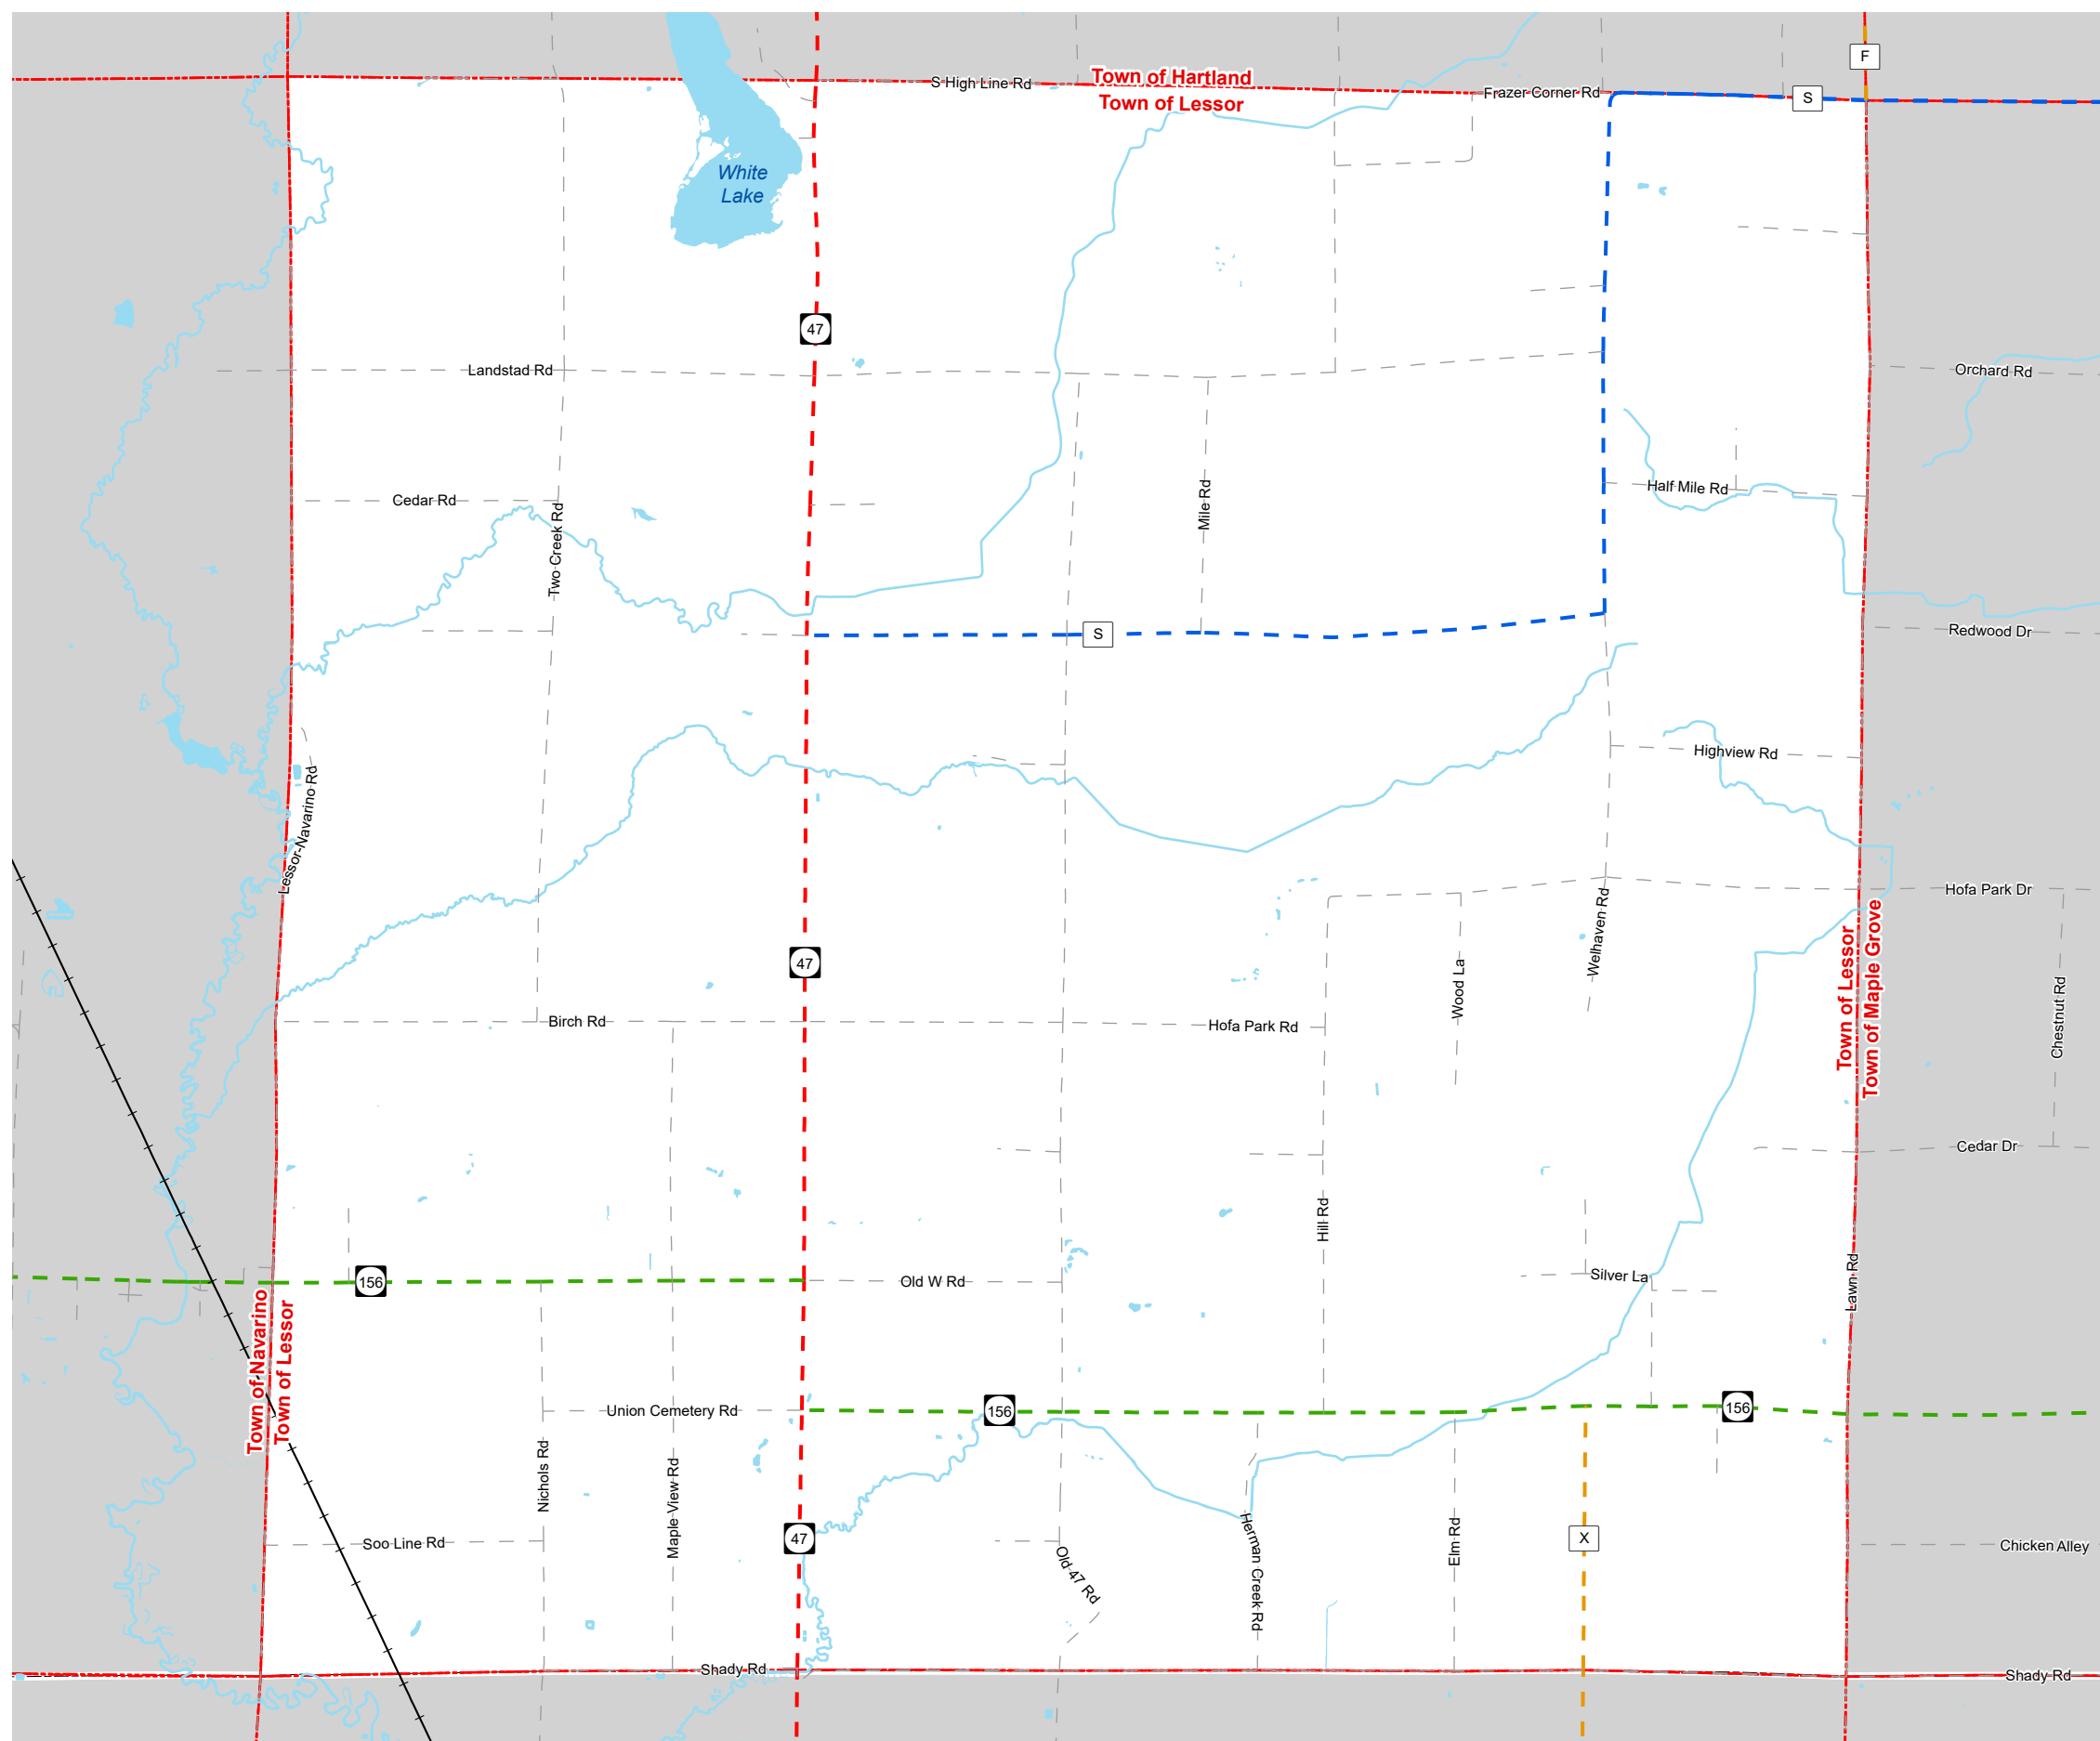 F
Town of Hartland
S High Line Rd
Frazer Corner Rd
S
Town of Lessor
White
Lake
47
Landstad Rd
Orchard Rd
Cedar Rd
Half Mile Rd
Mile Rd
Two Creek Rd
S
Redwood Dr
Highview Rd
Lessor-Navarino Rd
Hofa Park Dr
Welhaven Rd
47
Wood La
Town of Lessor
Town of Maple Grove
Chestnut Rd
Birch Rd
Hofa Park Rd
Cedar Dr
Hill Rd
156
Old W Rd
Silver La
Lawn Rd
Town of Navarino
Town of Lessor
Union Cemetery Rd
156
156
Nichols Rd
Maple View Rd
47
Soo Line Rd
Old 47 Rd
Herman Creek Rd
Elm Rd
X
Chicken Alley
Shady Rd
Shady Rd